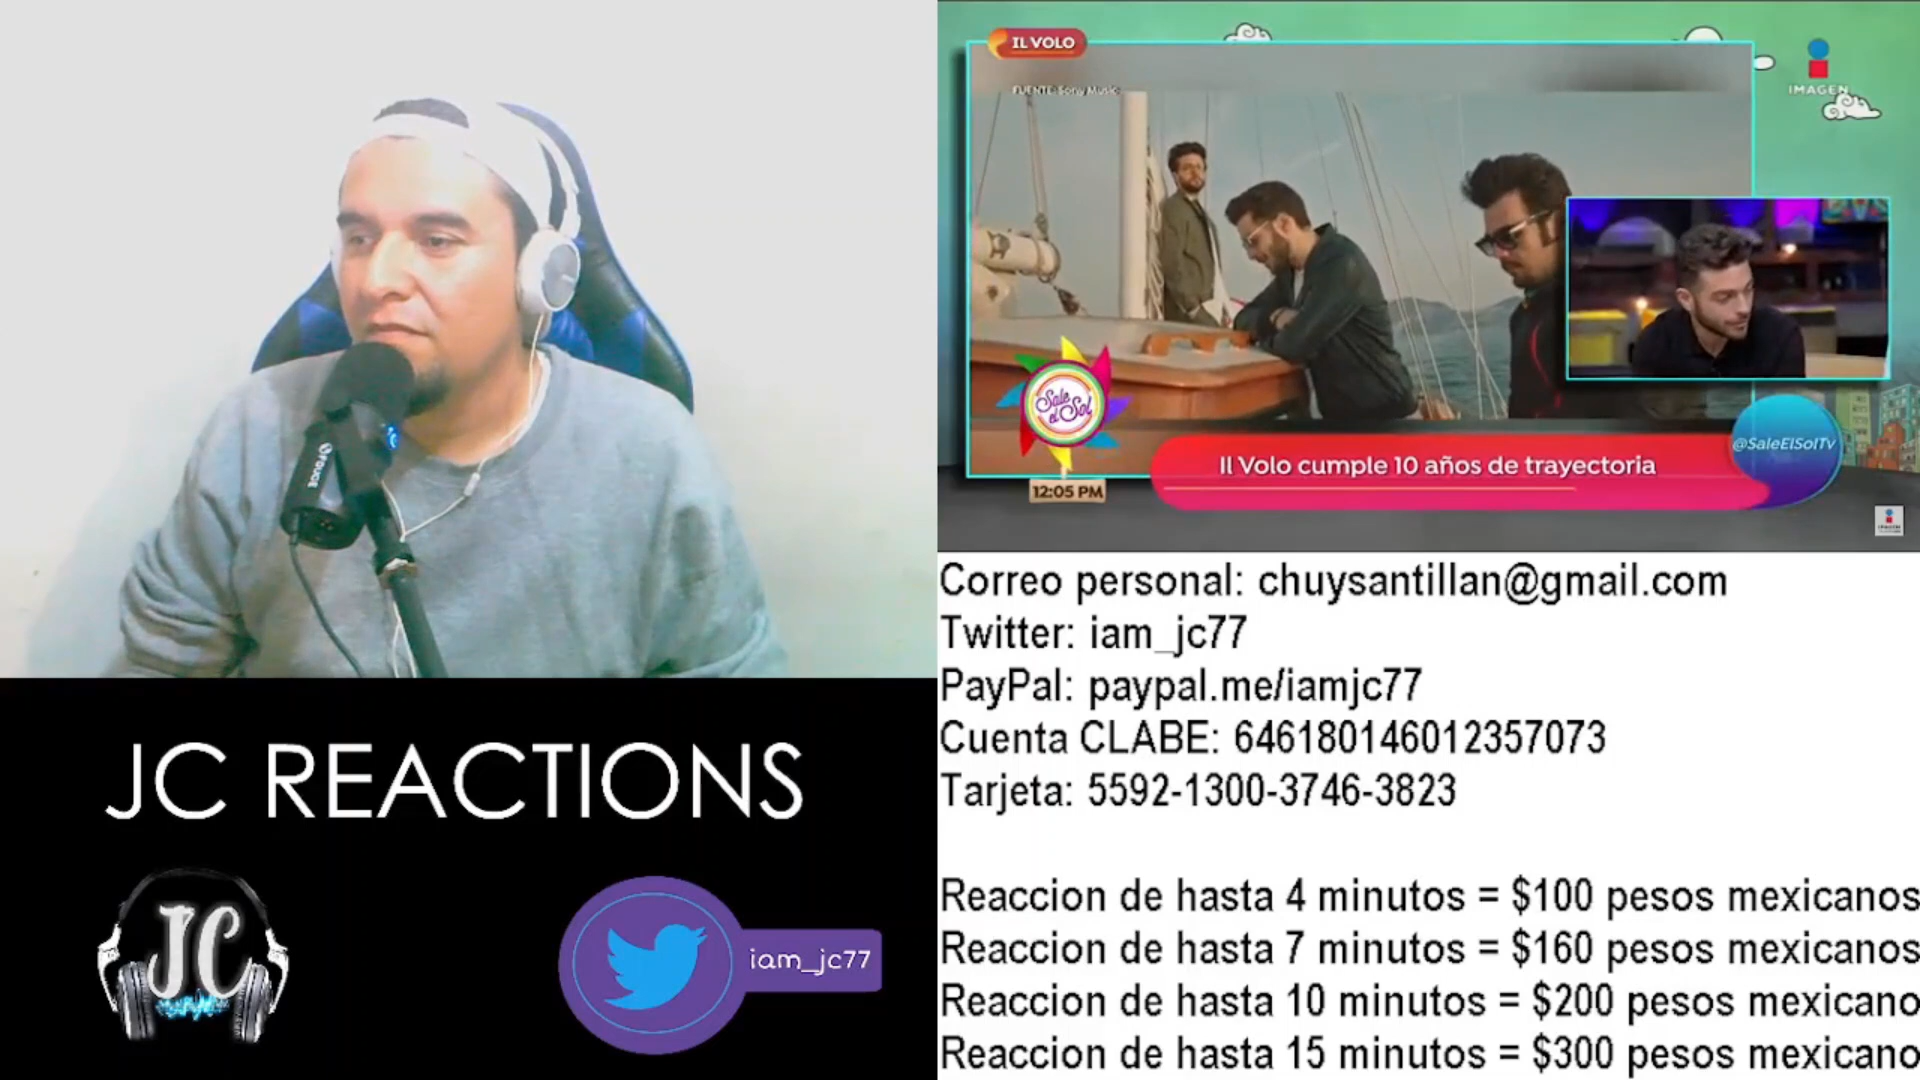 IL VOLO
FUENTE: Sony Music
IMAGEN
Sale el Sol
@SaleElSolTv
Il Volo cumple 10 años de trayectoria
12:05 PM
FDUCE
Correo personal: chuysantillan@gmail.com
Twitter: iam_jc77
PayPal: paypal.me/iamjc77
Cuenta CLABE: 646180146012357073
Tarjeta: 5592-1300-3746-3823
JC REACTIONS
JC
iam_jc77
Reaccion de hasta 4 minutos = $100 pesos mexicanos
Reaccion de hasta 7 minutos = $160 pesos mexicanos
Reaccion de hasta 10 minutos = $200 pesos mexicano
Reaccion de hasta 15 minutos = $300 pesos mexicano